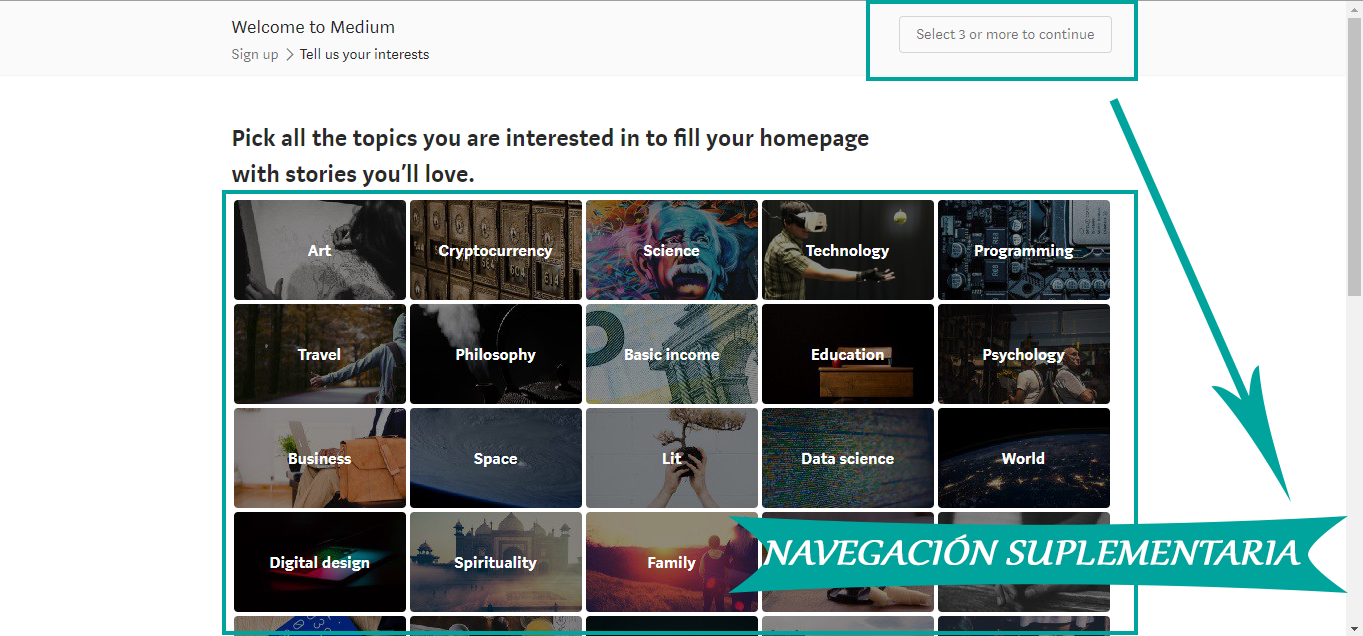 Welcome to Medium
Select 3 or more to continue
Sign up > Tell us your interests
Pick all the topics you are interested in to fill your homepage
with stories you’ll love.
Art
Cryptocurrency
Science
Technology
Programming
Travel
Philosophy
Basic income
Education
Psychology
Business
Space
Lit
Data science
World
Digital design
Spirituality
Family
NAVEGACIÓN SUPLEMENTARIA